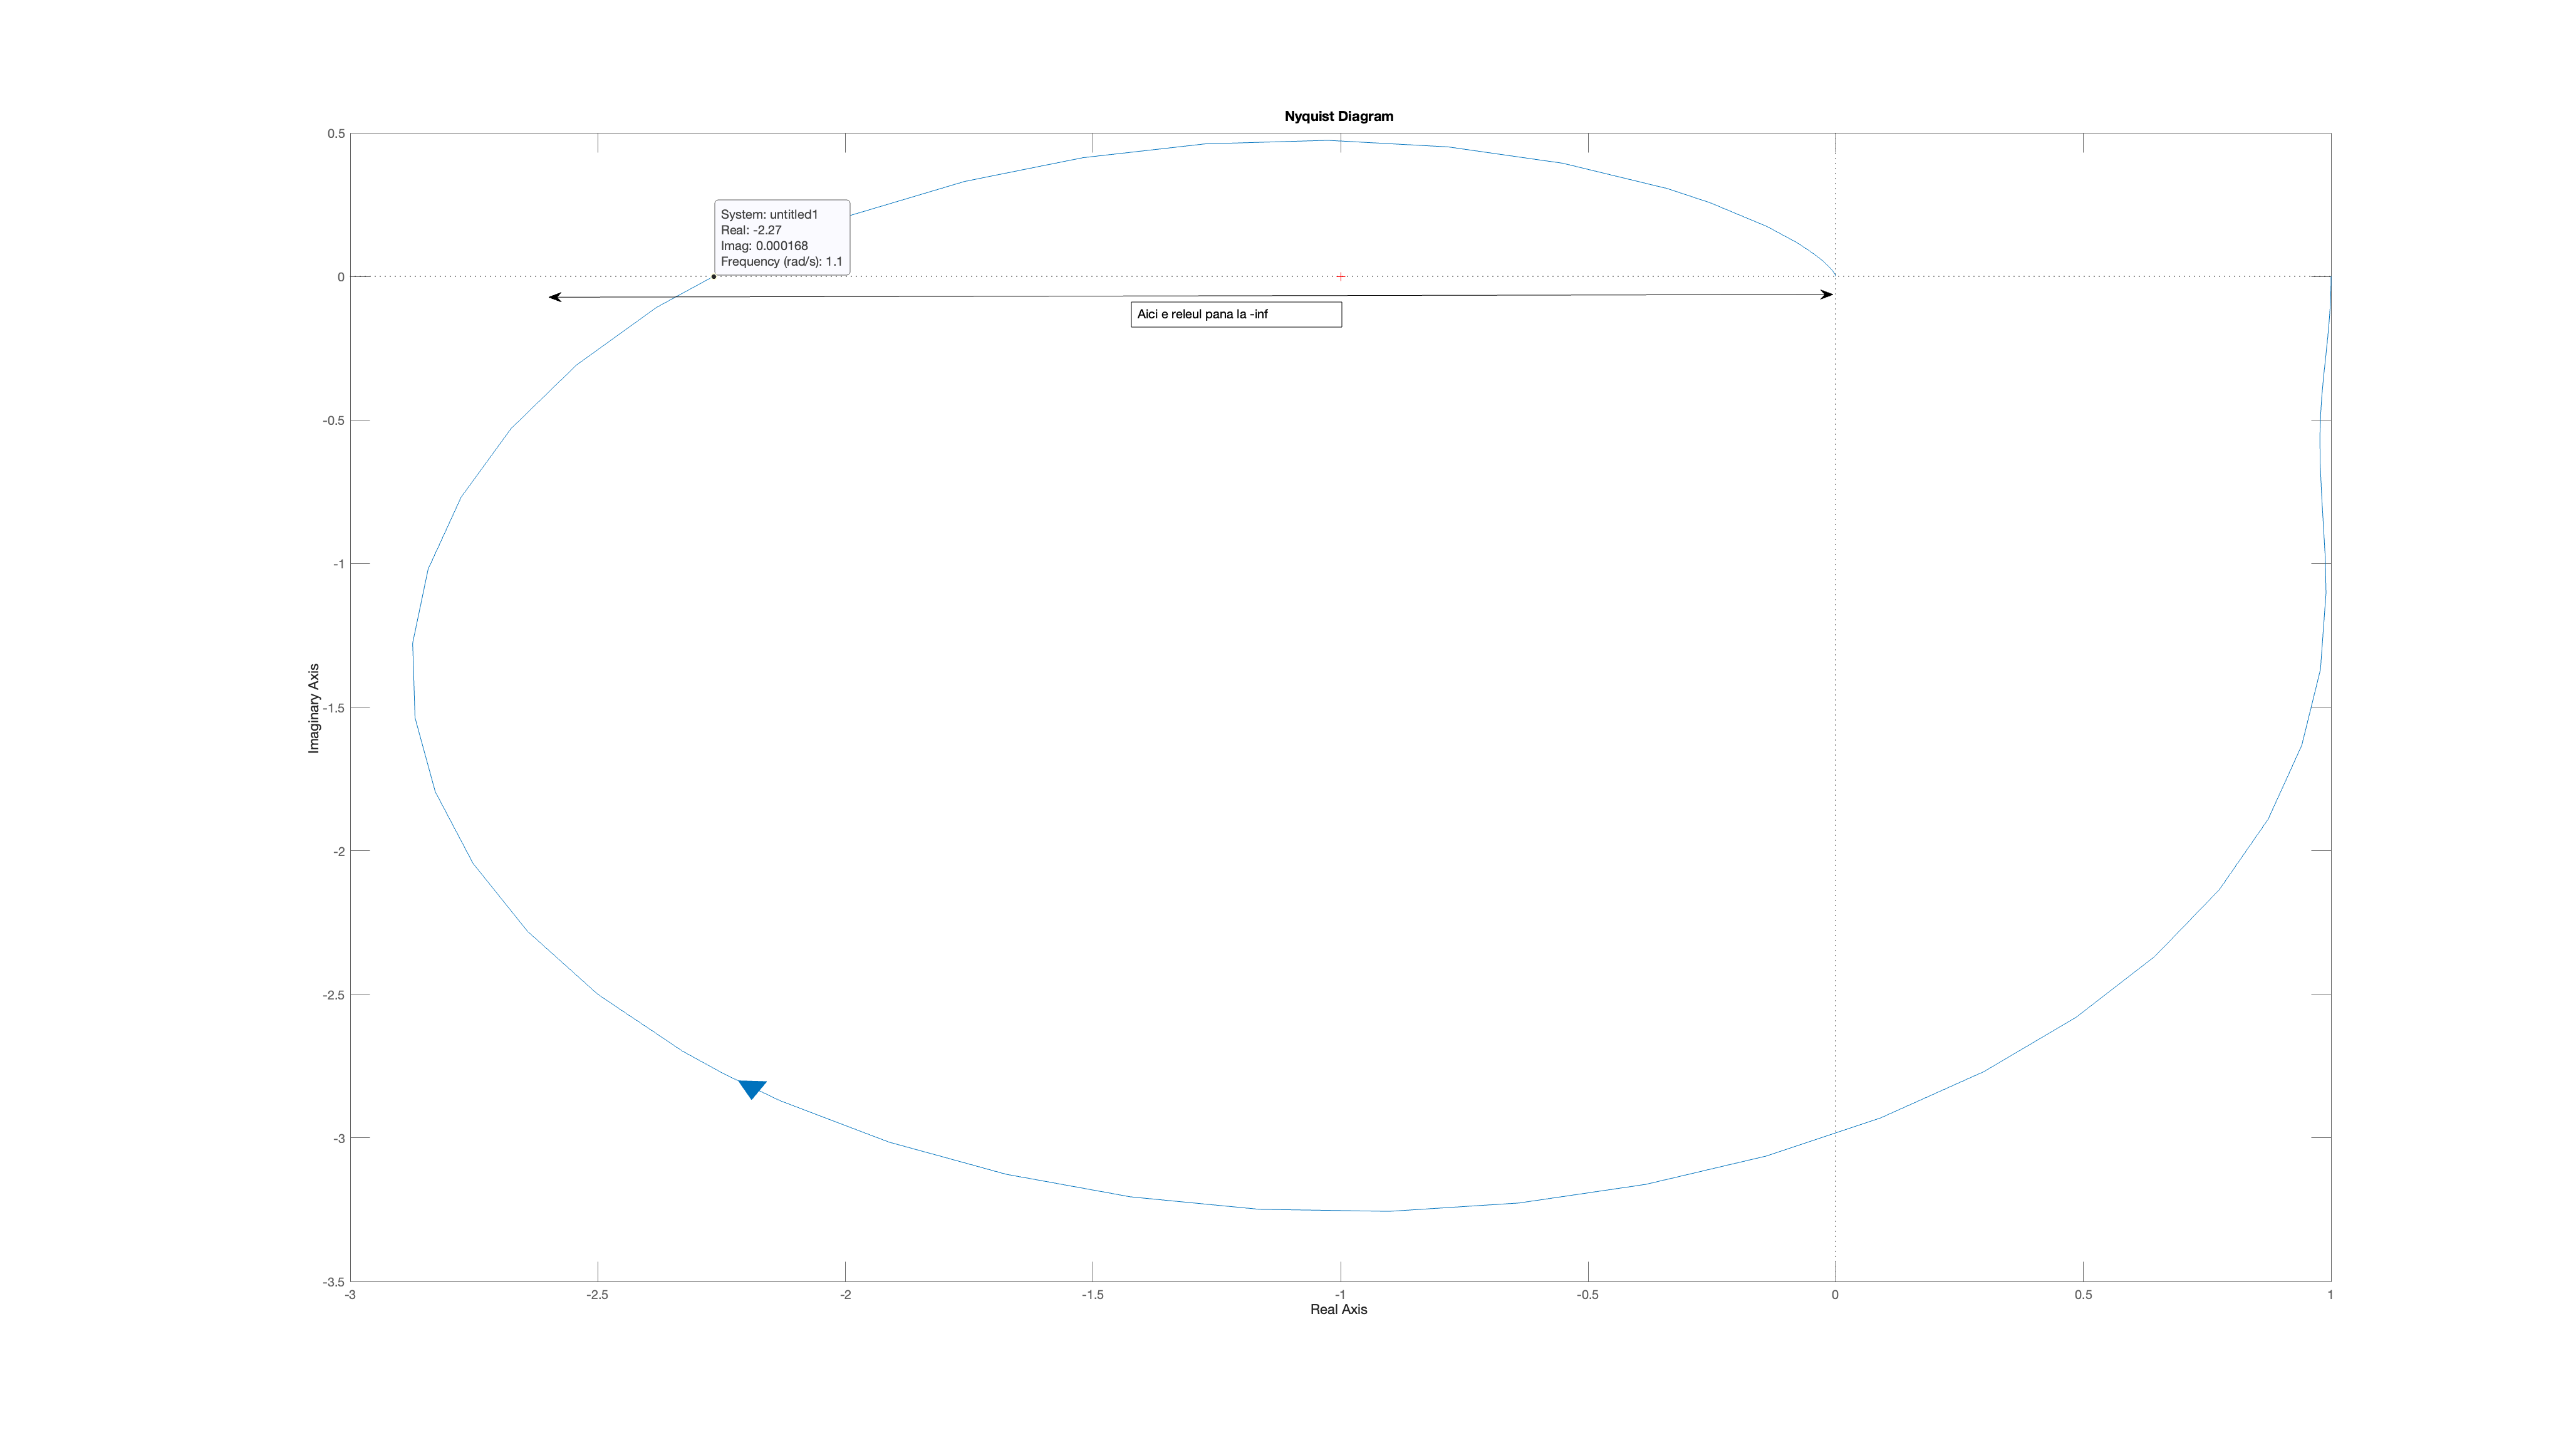 Nyquist Diagram
0.5
0
-0.5
-1
-1.5
-2
-2.5
-3
-3.5
Imaginary Axis
System: untitled1
Real: -2.27
Imag: 0.000168
Frequency (rad/s): 1.1
Aici e releul pana la -inf
-3 -2.5 -2 -1.5 -1 -0.5 0 0.5 1
Real Axis